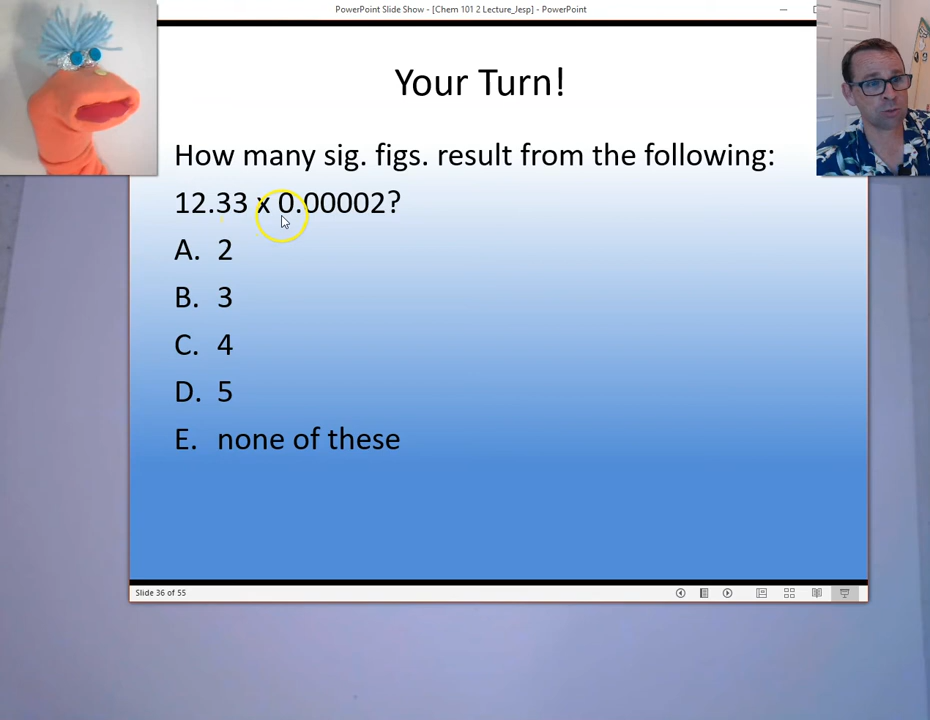 PowerPoint Slide Show - [Chem 101 2 Lecture_Jesp] - PowerPoint
Your Turn!
How many sig. figs. result from the following:
12.33 x 0.00002?
A. 2
B. 3
C. 4
D. 5
E. none of these
Slide 36 of 55